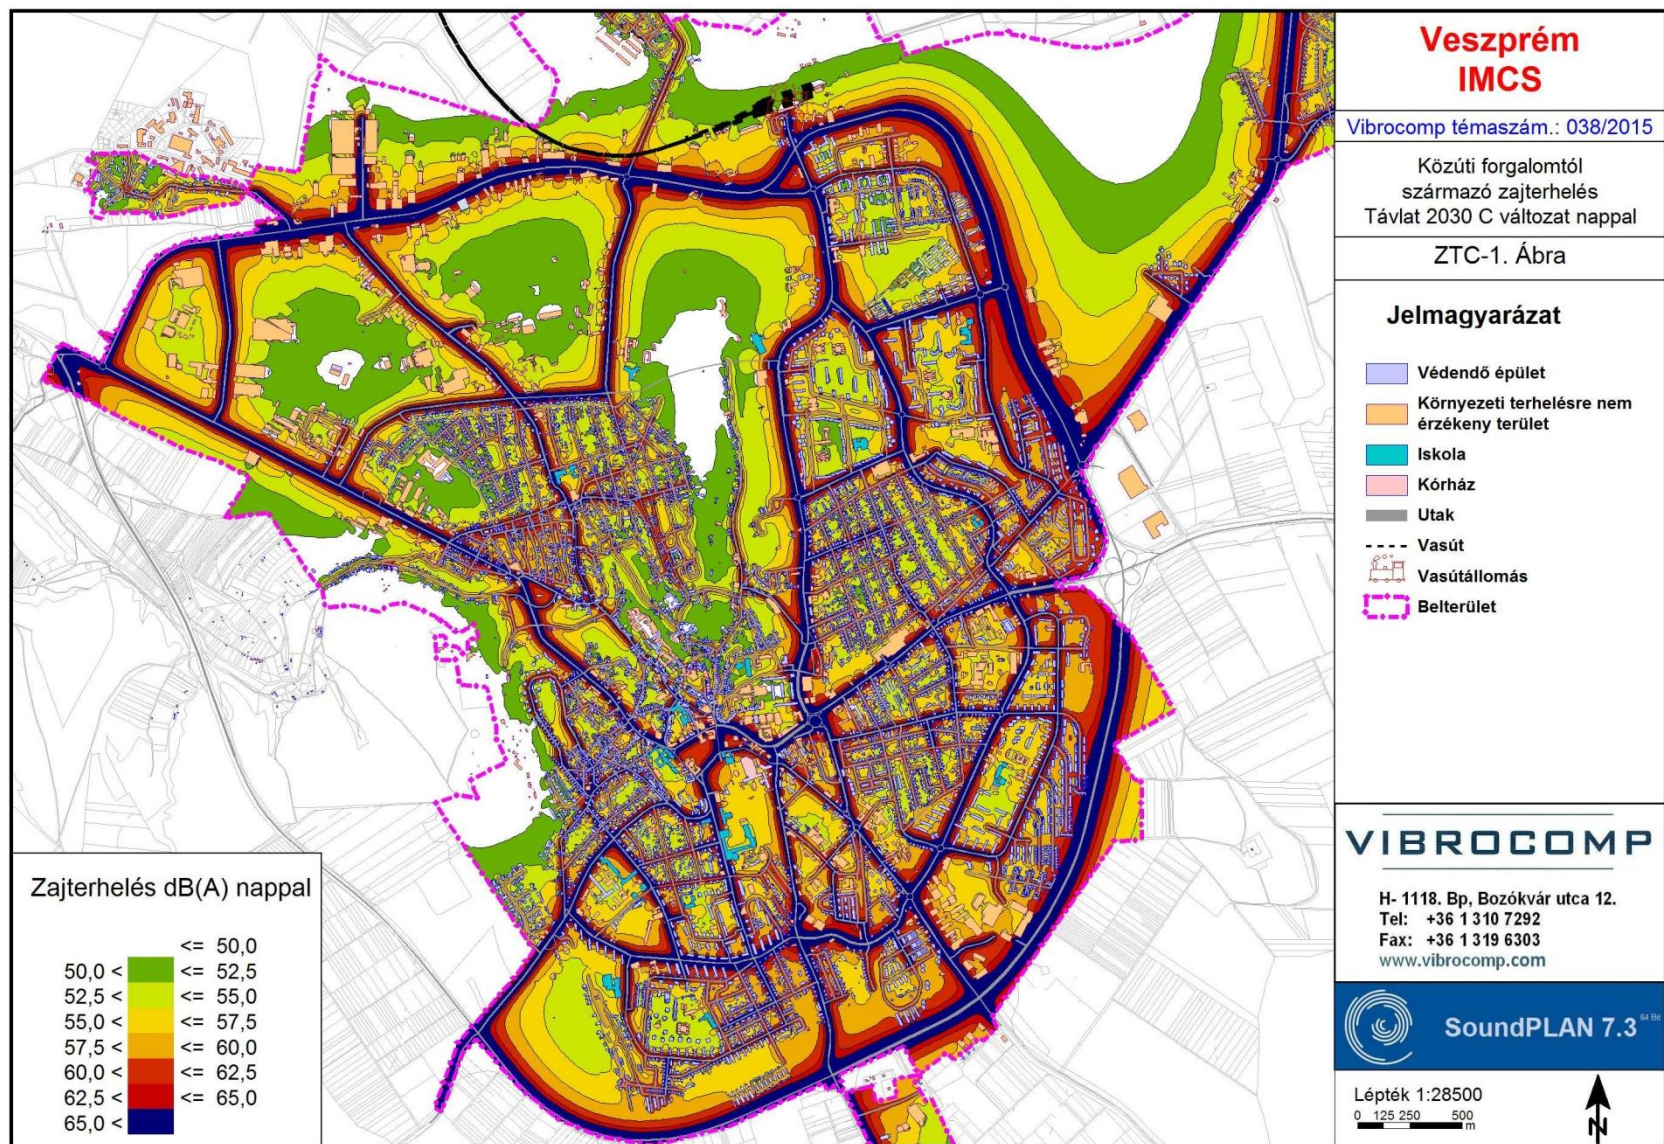 Veszprém
IMCS
Vibrocomp témaszám.: 038/2015
Közúti forgalomtól
származó zajterhelés
Távlat 2030 C változat nappal
ZTC-1. Ábra
Jelmagyarázat
Védendő épület
Környezeti terhelésre nem
érzékeny terület
Iskola
Kórház
Utak
Vasút
Vasútállomás
Belterület
VIBROCOMP
H- 1118. Bp, Bozókvár utca 12.
Tel: +36 1 310 7292
Fax: +36 1 319 6303
www.vibrocomp.com
SoundPLAN 7.3 64 Bit
Lépték 1:28500
0 125 250 500
m
N
Zajterhelés dB(A) nappal
<= 50,0
50,0 < <= 52,5
52,5 < <= 55,0
55,0 < <= 57,5
57,5 < <= 60,0
60,0 < <= 62,5
62,5 < <= 65,0
65,0 <